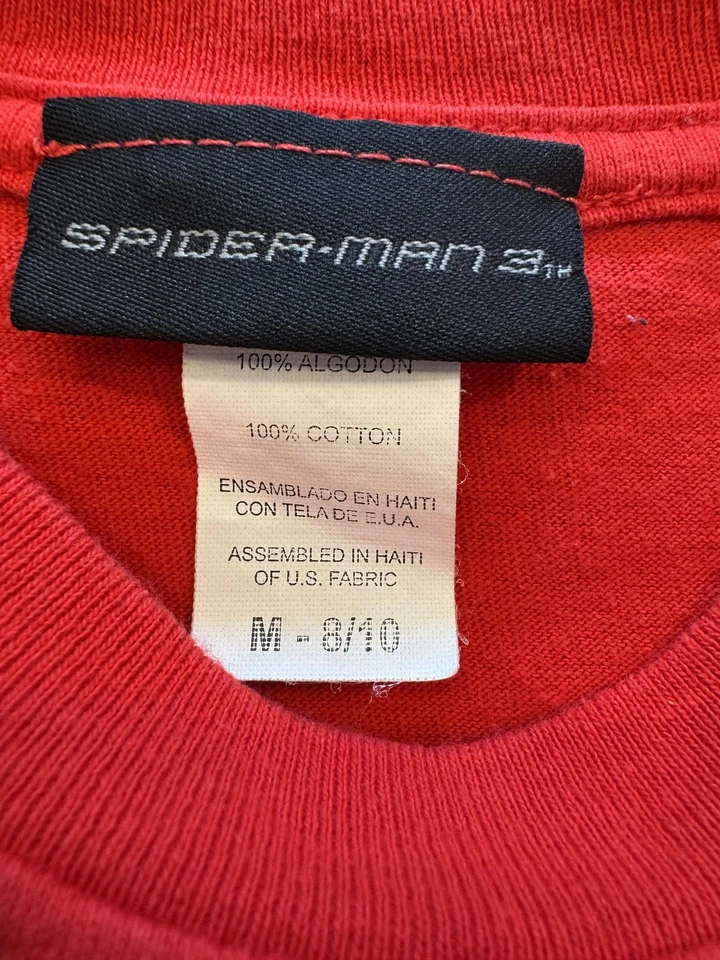 SPIDER-MAN 3TM
100% ALGODON
100% COTTON
ENSAMBLADO EN HAITI
CON TELA DE E.U.A.
ASSEMBLED IN HAITI
OF U.S. FABRIC
M - 8/10